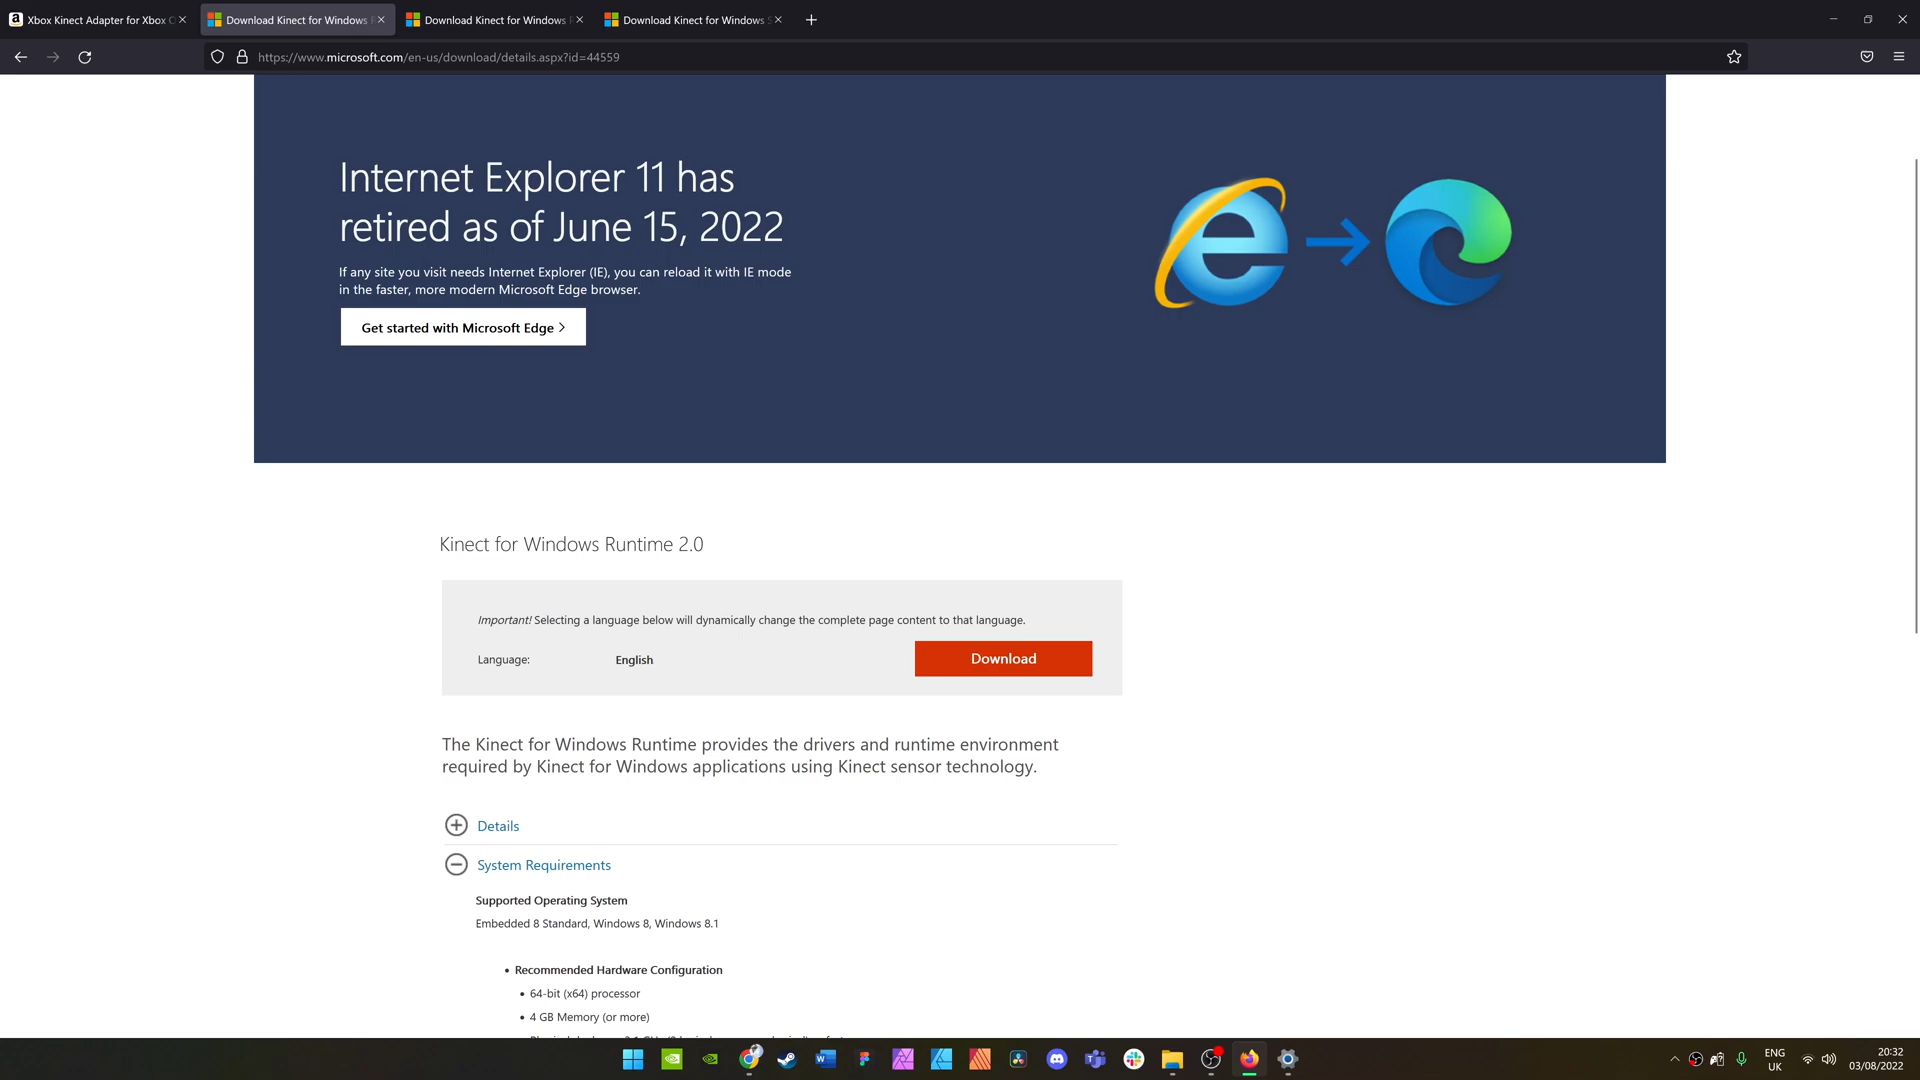 Xbox Kinect Adapter for Xbox O
Download Kinect for Windows R
Download Kinect for Windows R
Download Kinect for Windows S
https://www.microsoft.com/en-us/download/details.aspx?id=44559
Internet Explorer 11 has
retired as of June 15, 2022
If any site you visit needs Internet Explorer (IE), you can reload it with IE mode
in the faster, more modern Microsoft Edge browser.
Get started with Microsoft Edge >
Kinect for Windows Runtime 2.0
Important! Selecting a language below will dynamically change the complete page content to that language.
Language: English Download
The Kinect for Windows Runtime provides the drivers and runtime environment
required by Kinect for Windows applications using Kinect sensor technology.
Details
System Requirements
Supported Operating System
Embedded 8 Standard, Windows 8, Windows 8.1
• Recommended Hardware Configuration
• 64-bit (x64) processor
• 4 GB Memory (or more)
ENG
UK
20:32
03/08/2022